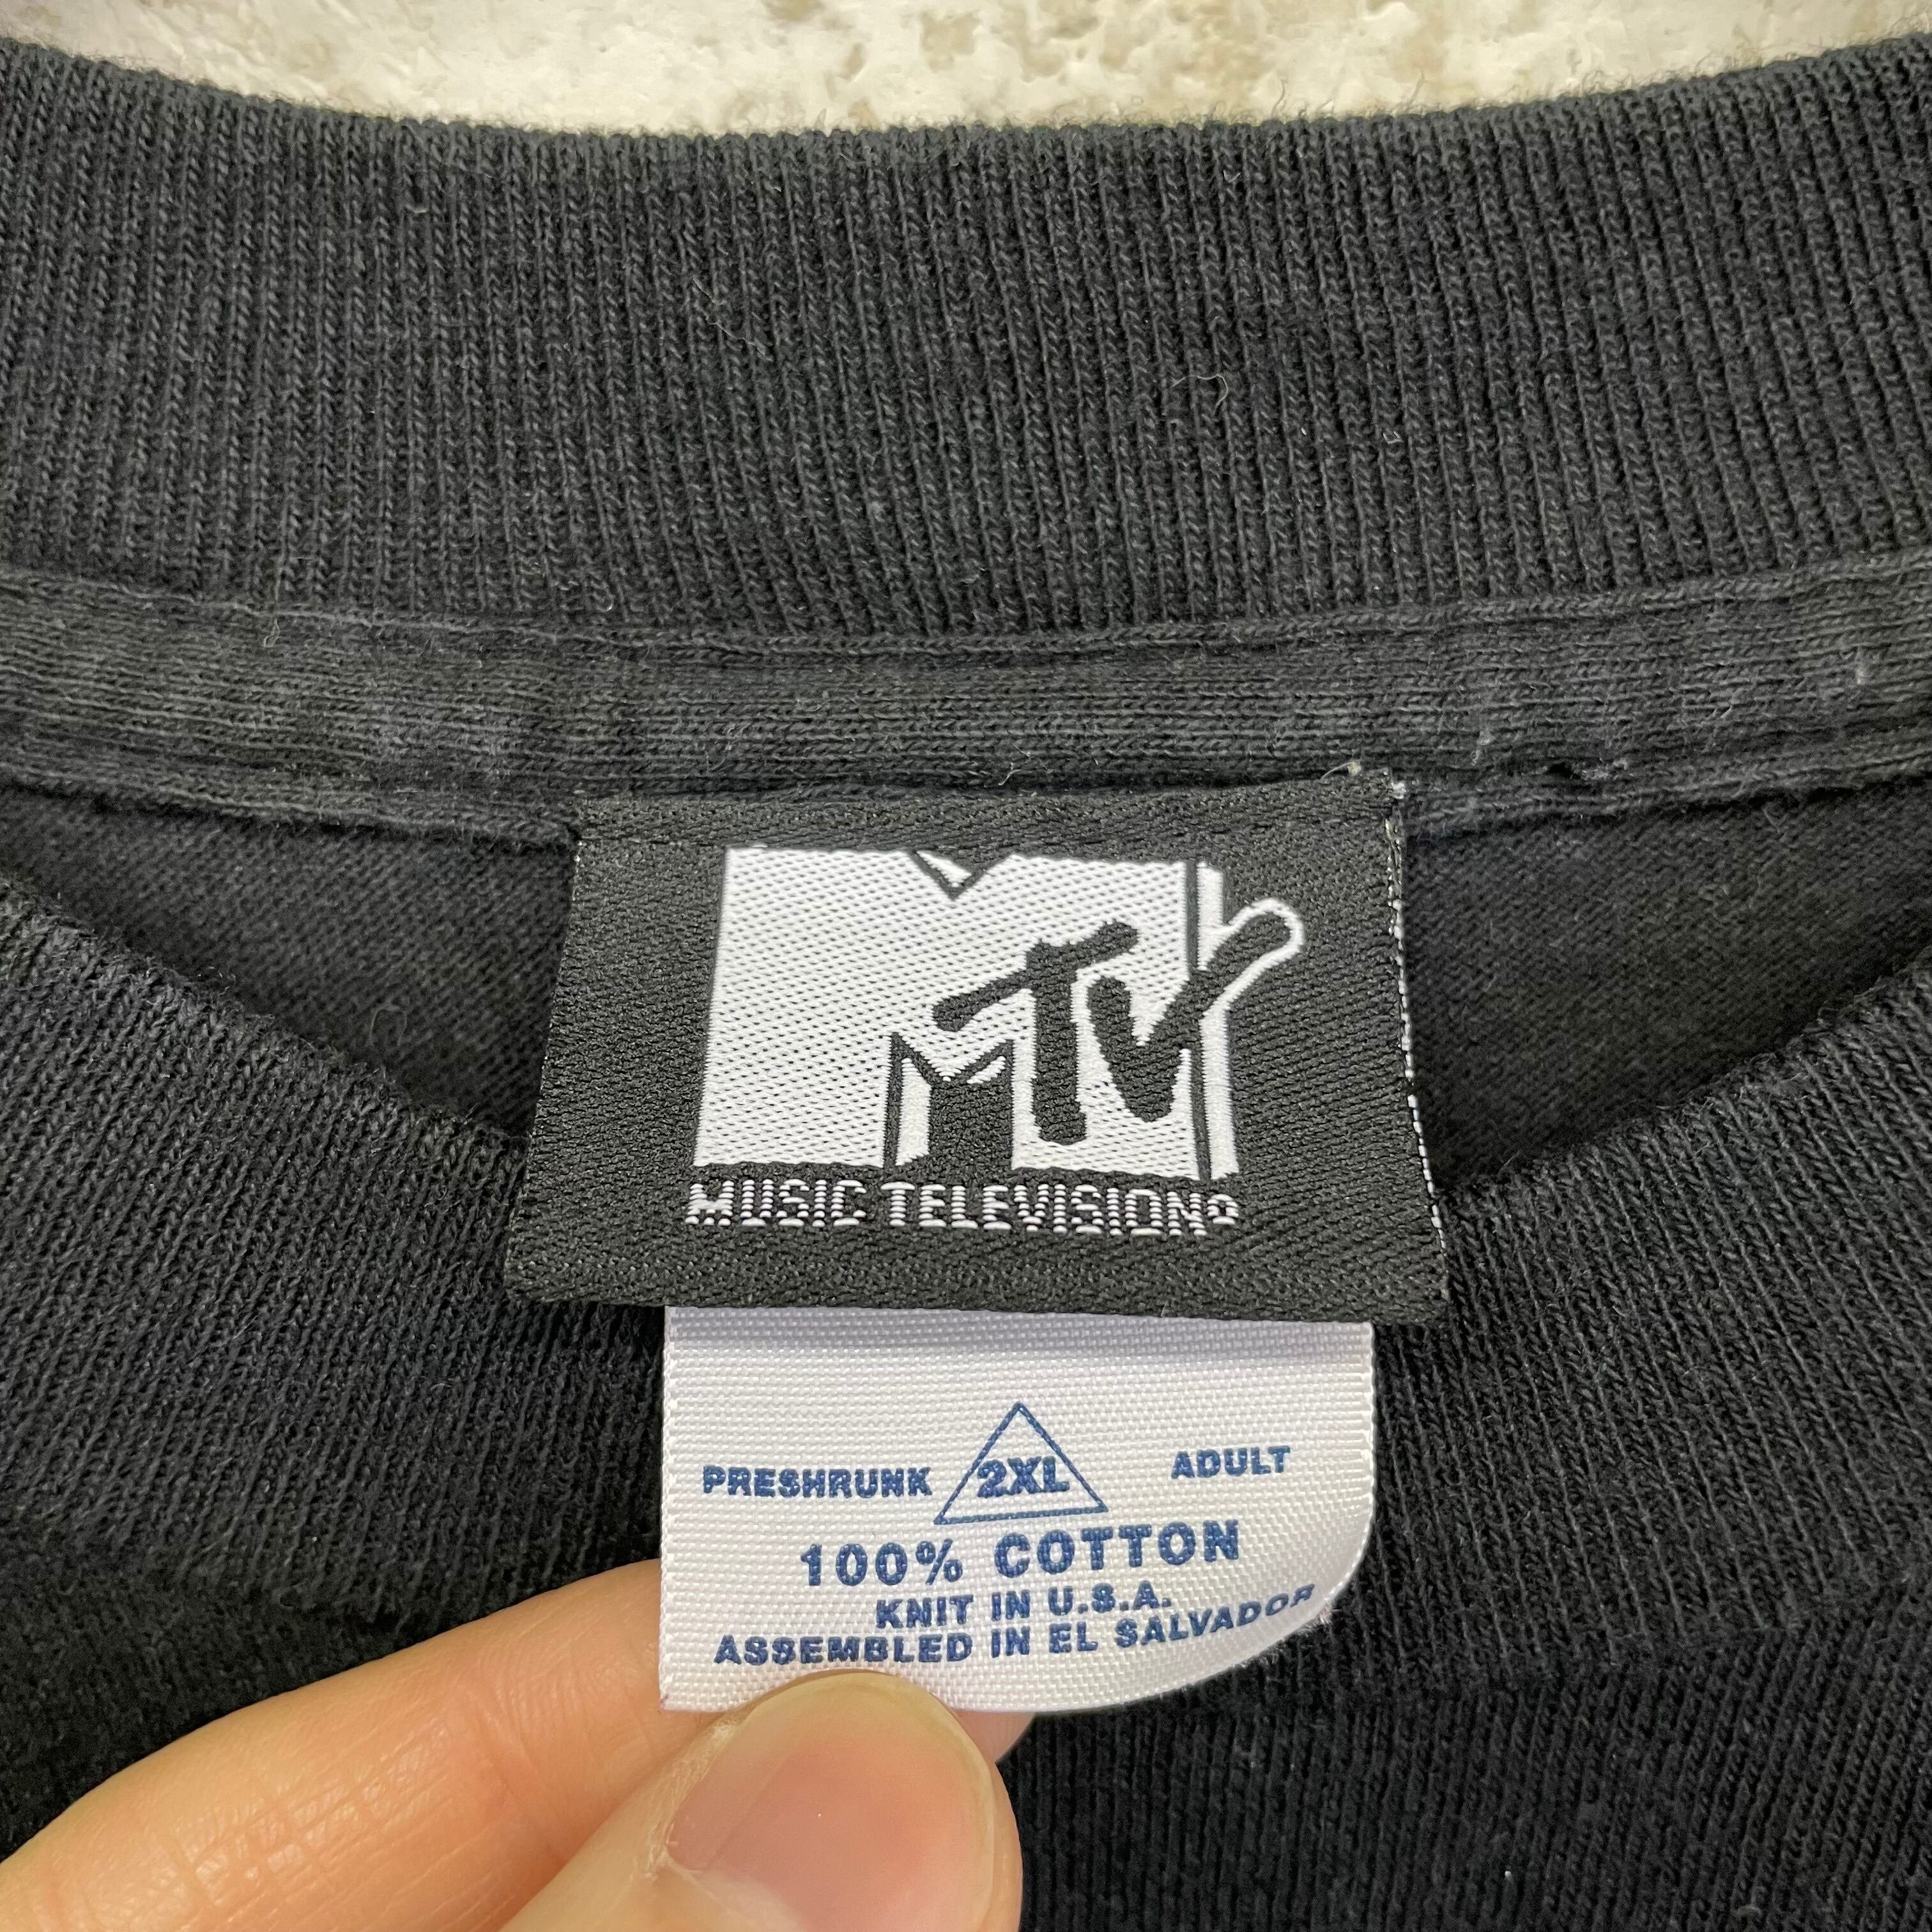 MTV
MUSIC TELEVISION®
PRESHRUNK 2XL ADULT
100% COTTON
KNIT IN U.S.A.
ASSEMBLED IN EL SALVADOR